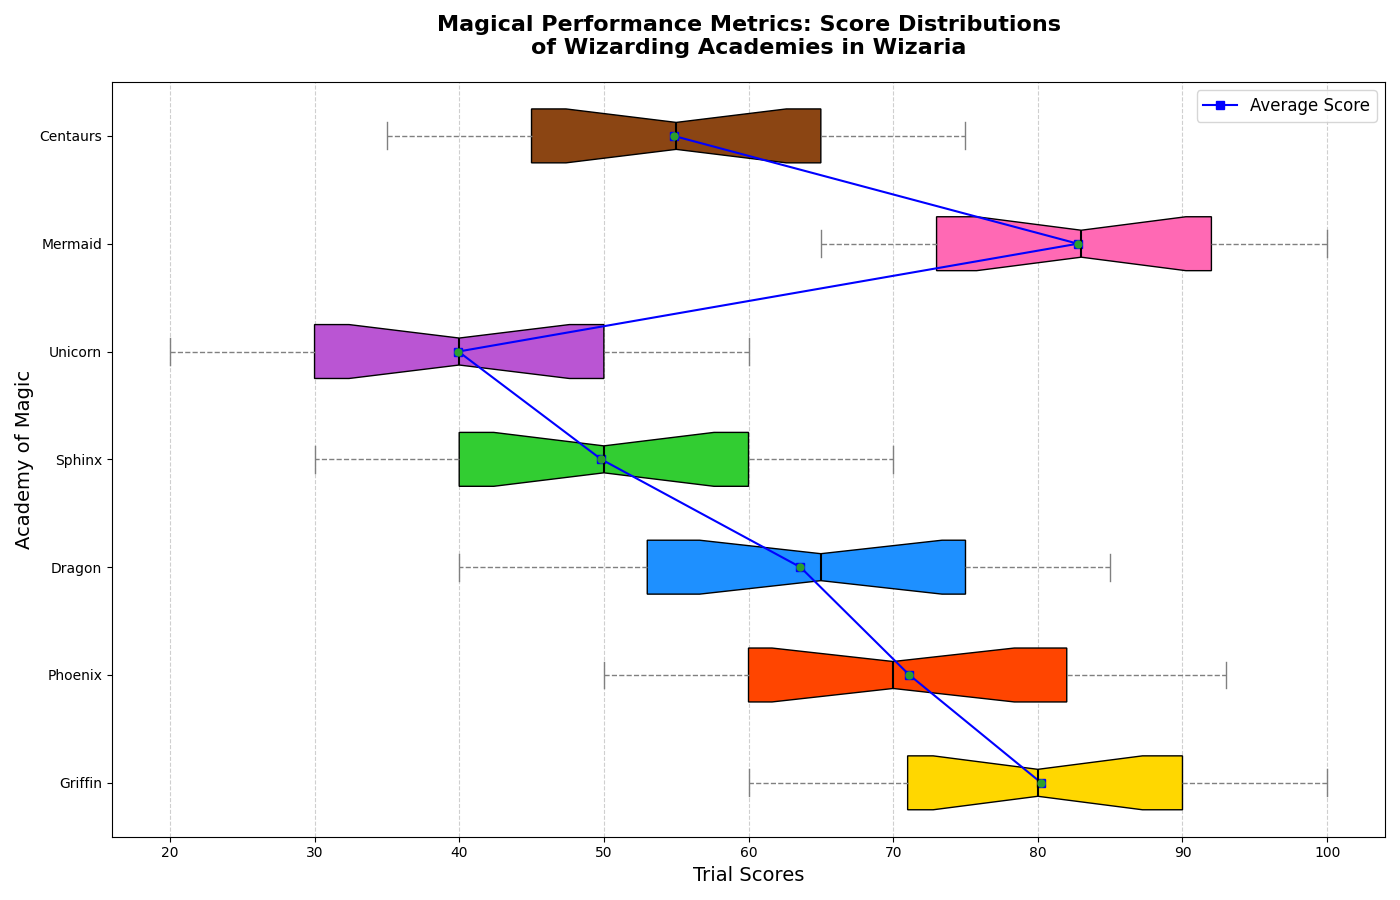 Magical Performance Metrics: Score Distributions
of Wizarding Academies in Wizaria
Average Score
Academy of Magic
Centaurs
Mermaid
Unicorn
Sphinx
Dragon
Phoenix
Griffin
20 30 40 50 60 70 80 90 100
Trial Scores